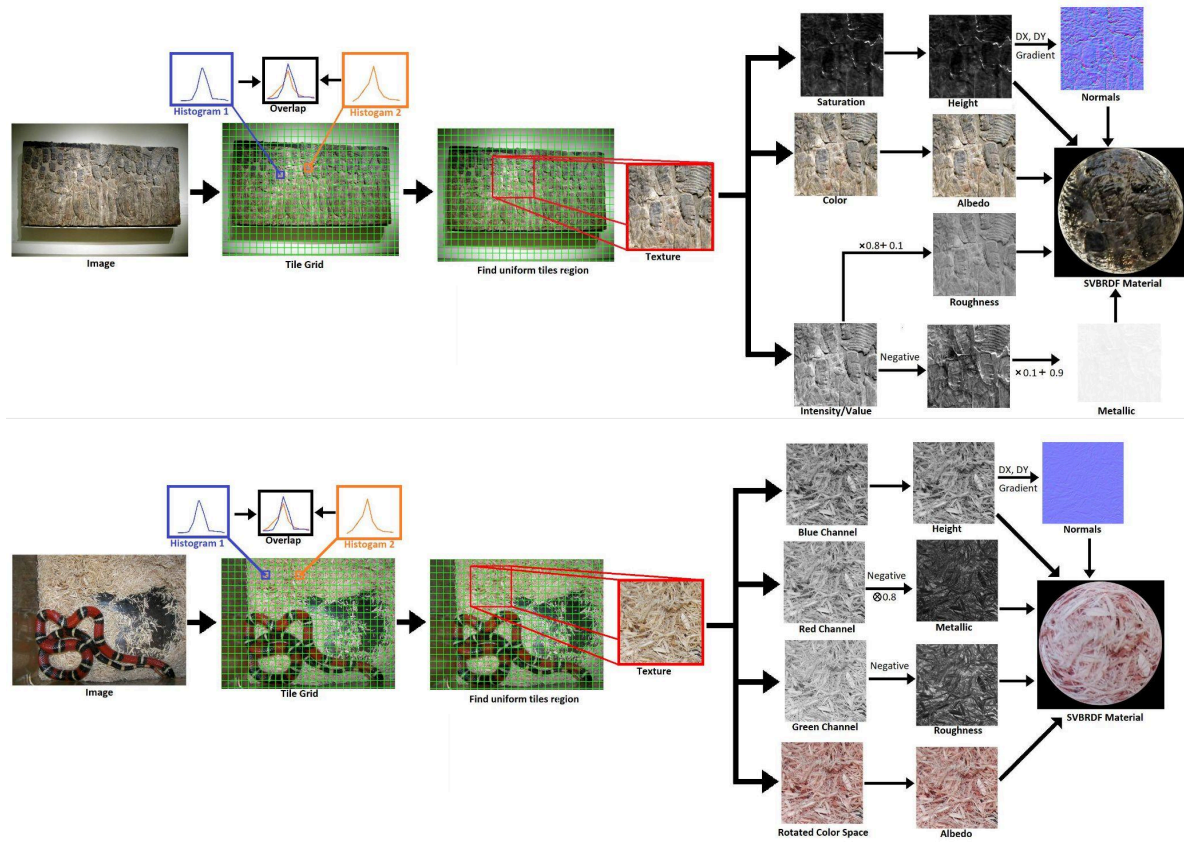 DX, DY
Gradient
Saturation
Height
Normals
Histogram 1
Overlap
Histogam 2
Color
Albedo
Image
Tile Grid
Find uniform tiles region
Texture
×0.8+ 0.1
Roughness
SVBRDF Material
Negative
×0.1+ 0.9
Intensity/Value
Metallic
DX, DY
Gradient
Blue Channel
Height
Normals
Histogram 1
Overlap
Histogam 2
Negative
⊗0.8
Red Channel
Metallic
Image
Tile Grid
Find uniform tiles region
Texture
Negative
Green Channel
Roughness
SVBRDF Material
Rotated Color Space
Albedo